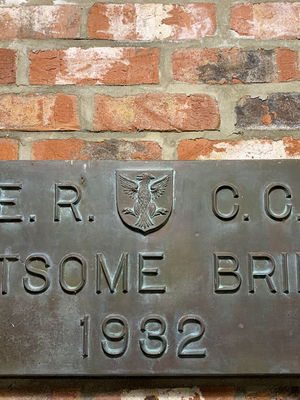 E. R. C. C.
TSOME BRI
1932